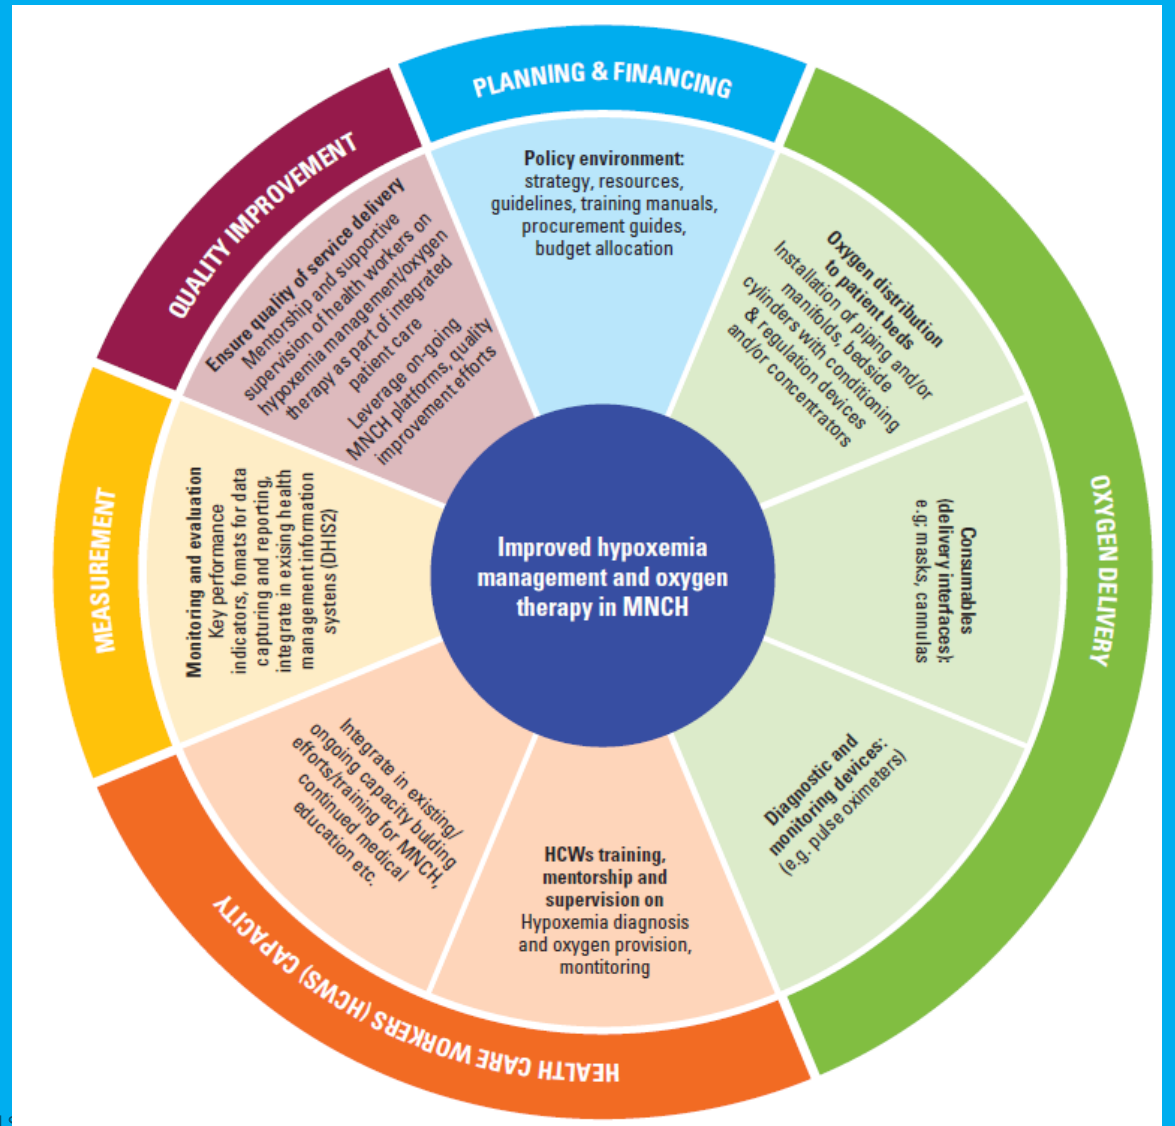 PLANNING & FINANCING
Policy environment:
strategy, resources,
guidelines, training manuals,
procurement guides,
budget allocation
OXYGEN DELIVERY
Oxygen distribution
to patient beds
Installation of piping and/or
manifolds, bedside
cylinders with conditioning
& regulation devices
and/or concentrators
Consumables
(delivery interfaces):
e.g; masks, cannulas
Diagnostic and
monitoring devices:
(e.g. pulse oximeters)
HEALTH CARE WORKERS (HCWS) CAPACITY
HCWs training,
mentorship and
supervision on
Hypoxemia diagnosis
and oxygen provision,
montitoring
Integrate in existing/
ongoing capacity bulding
efforts/training for MNCH,
continued medical
education etc.
MEASUREMENT
Monitoring and evaluation
Key performance
indicators, fomats for data
capturing and reporting,
integrate in exising health
management information
systens (DHIS2)
QUALITY IMPROVEMENT
Ensure quality of service delivery
Mentorship and supportive
supervision of health workers on
hypoxemia management/oxygen
therapy as part of integrated
patient care
Leverage on-going
MNCH platforms, quality
improvement efforts
Improved hypoxemia
management and oxygen
therapy in MNCH